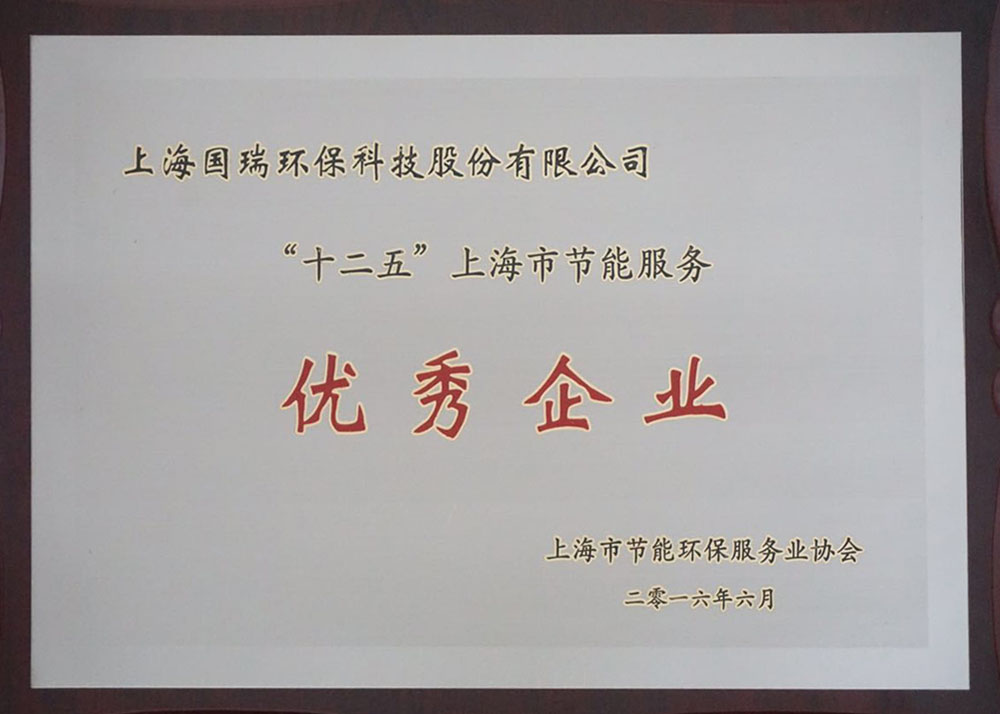 上海国瑞环保科技股份有限公司
“十二五”上海市节能服务
优秀企业
上海市节能环保服务业协会
二零一六年六月